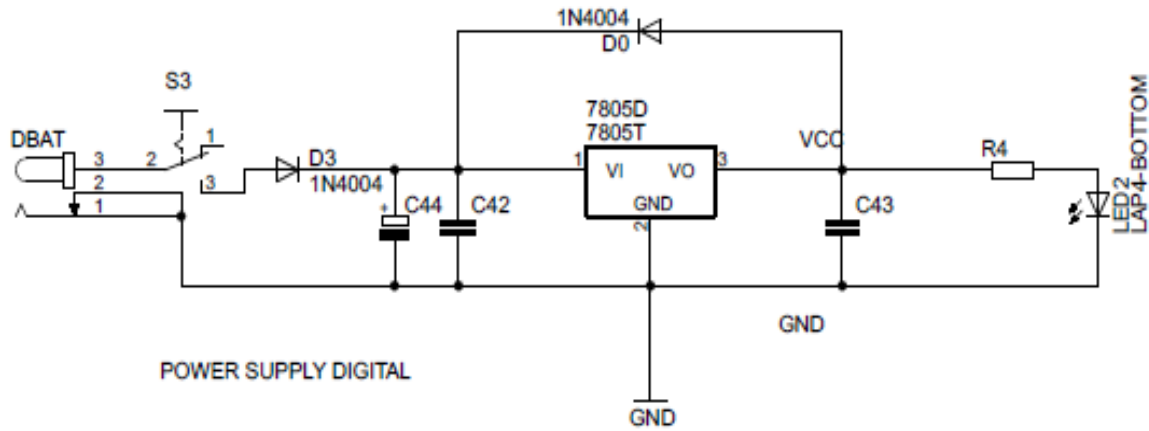 1N4004
D0
S3
DBAT
3
2
1
2
1
3
D3
1N4004
+
C44
C42
7805D
7805T
1
VI
VO
3
GND
2
VCC
C43
R4
LED2
LAP4-BOTTOM
GND
POWER SUPPLY DIGITAL
GND